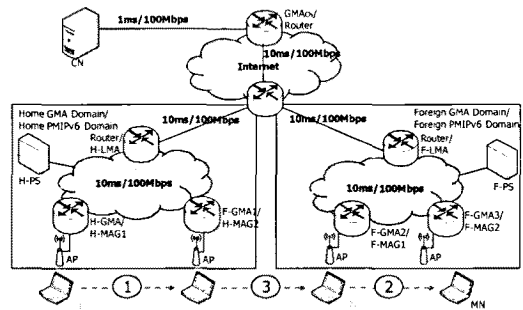 1ms/100Mbps
GMAos/
Router
CN
10ms/100Mbps
Internet
Home GMA Domain/
Home PMIPv6 Domain
Router/
H-LMA
10ms/100Mbps
10ms/100Mbps
Foreign GMA Domain/
Foreign PMIPv6 Domain
Router/
F-LMA
H-PS
F-PS
10ms/100Mbps
10ms/100Mbps
H-GMA/
H-MAG1
F-GMA1/
H-MAG2
F-GMA2/
F-MAG1
F-GMA3/
F-MAG2
AP
AP
AP
AP
1
3
2
MN